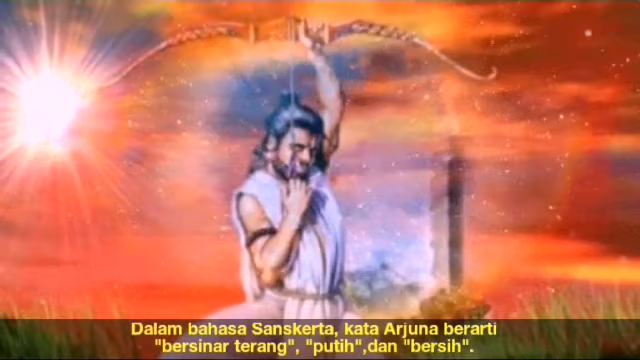 Dalam bahasa Sanskerta, kata Arjuna berarti
"bersinar terang", "putih",dan "bersih".